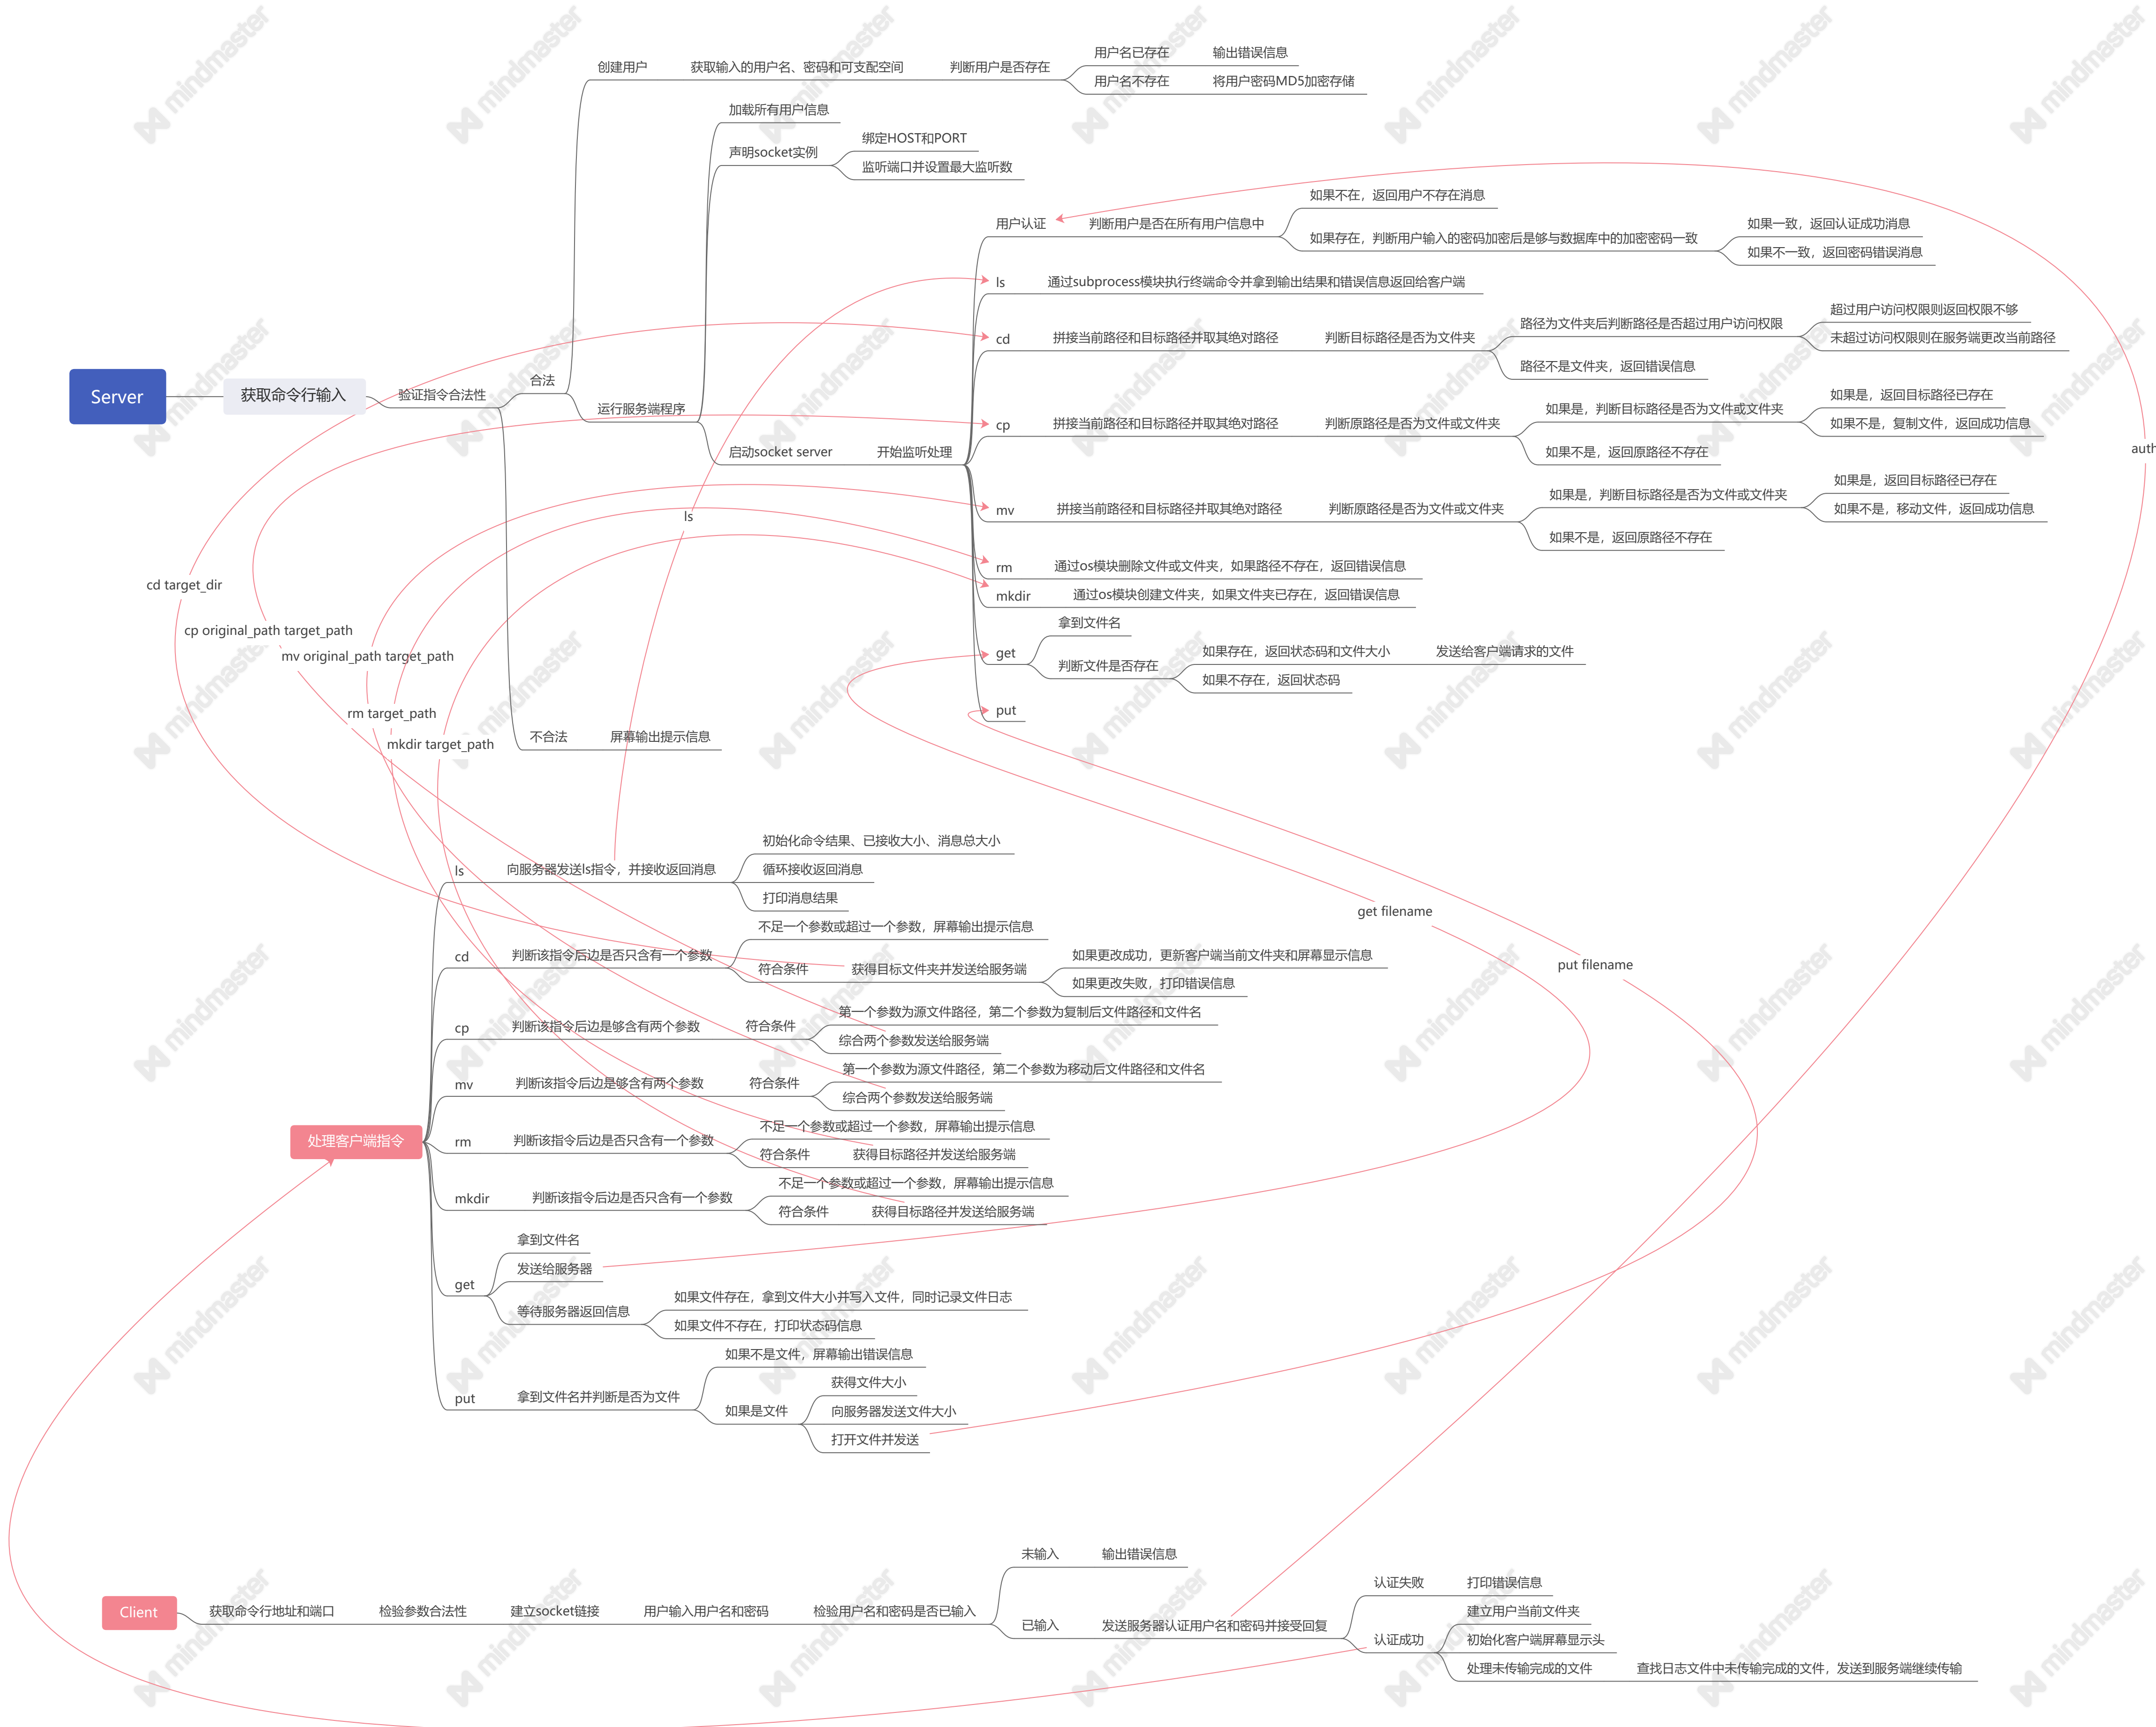 创建用户 获取输入的用户名、密码和可支配空间 判断用户是否存在
用户名已存在 输出错误信息
用户名不存在 将用户密码MD5加密存储
加载所有用户信息
声明socket实例
绑定HOST和PORT
监听端口并设置最大监听数
Server
获取命令行输入
验证指令合法性
合法
运行服务端程序
启动socket server 开始监听处理
用户认证 判断用户是否在所有用户信息中
如果不在，返回用户不存在消息
如果存在，判断用户输入的密码加密后是够与数据库中的加密密码一致
如果一致，返回认证成功消息
如果不一致，返回密码错误消息
ls 通过subprocess模块执行终端命令并拿到输出结果和错误信息返回给客户端
cd 拼接当前路径和目标路径并取其绝对路径 判断目标路径是否为文件夹
路径为文件夹后判断路径是否超过用户访问权限
超过用户访问权限则返回权限不够
未超过访问权限则在服务端更改当前路径
路径不是文件夹，返回错误信息
cp 拼接当前路径和目标路径并取其绝对路径 判断原路径是否为文件或文件夹
如果是，判断目标路径是否为文件或文件夹
如果是，返回目标路径已存在
如果不是，复制文件，返回成功信息
如果不是，返回原路径不存在
mv 拼接当前路径和目标路径并取其绝对路径 判断原路径是否为文件或文件夹
如果是，判断目标路径是否为文件或文件夹
如果是，返回目标路径已存在
如果不是，移动文件，返回成功信息
如果不是，返回原路径不存在
rm 通过os模块删除文件或文件夹，如果路径不存在，返回错误信息
mkdir 通过os模块创建文件夹，如果文件夹已存在，返回错误信息
get
拿到文件名
判断文件是否存在
如果存在，返回状态码和文件大小 发送给客户端请求的文件
如果不存在，返回状态码
put
不合法 屏幕输出提示信息
auth
ls
cd target_dir
cp original_path target_path
mv original_path target_path
rm target_path
mkdir target_path
get filename
put filename
处理客户端指令
ls 向服务器发送ls指令，并接收返回消息
初始化命令结果、已接收大小、消息总大小
循环接收返回消息
打印消息结果
cd 判断该指令后边是否只含有一个参数
不足一个参数或超过一个参数，屏幕输出提示信息
符合条件 获得目标文件夹并发送给服务端
如果更改成功，更新客户端当前文件夹和屏幕显示信息
如果更改失败，打印错误信息
cp 判断该指令后边是够含有两个参数 符合条件
第一个参数为源文件路径，第二个参数为复制后文件路径和文件名
综合两个参数发送给服务端
mv 判断该指令后边是够含有两个参数 符合条件
第一个参数为源文件路径，第二个参数为移动后文件路径和文件名
综合两个参数发送给服务端
rm 判断该指令后边是否只含有一个参数
不足一个参数或超过一个参数，屏幕输出提示信息
符合条件 获得目标路径并发送给服务端
mkdir 判断该指令后边是否只含有一个参数
不足一个参数或超过一个参数，屏幕输出提示信息
符合条件 获得目标路径并发送给服务端
get
拿到文件名
发送给服务器
等待服务器返回信息
如果文件存在，拿到文件大小并写入文件，同时记录文件日志
如果文件不存在，打印状态码信息
put 拿到文件名并判断是否为文件
如果不是文件，屏幕输出错误信息
如果是文件
获得文件大小
向服务器发送文件大小
打开文件并发送
Client
获取命令行地址和端口 检验参数合法性 建立socket链接 用户输入用户名和密码 检验用户名和密码是否已输入
未输入 输出错误信息
已输入 发送服务器认证用户名和密码并接受回复
认证失败 打印错误信息
认证成功
建立用户当前文件夹
初始化客户端屏幕显示头
处理未传输完成的文件 查找日志文件中未传输完成的文件，发送到服务端继续传输
mindmaster